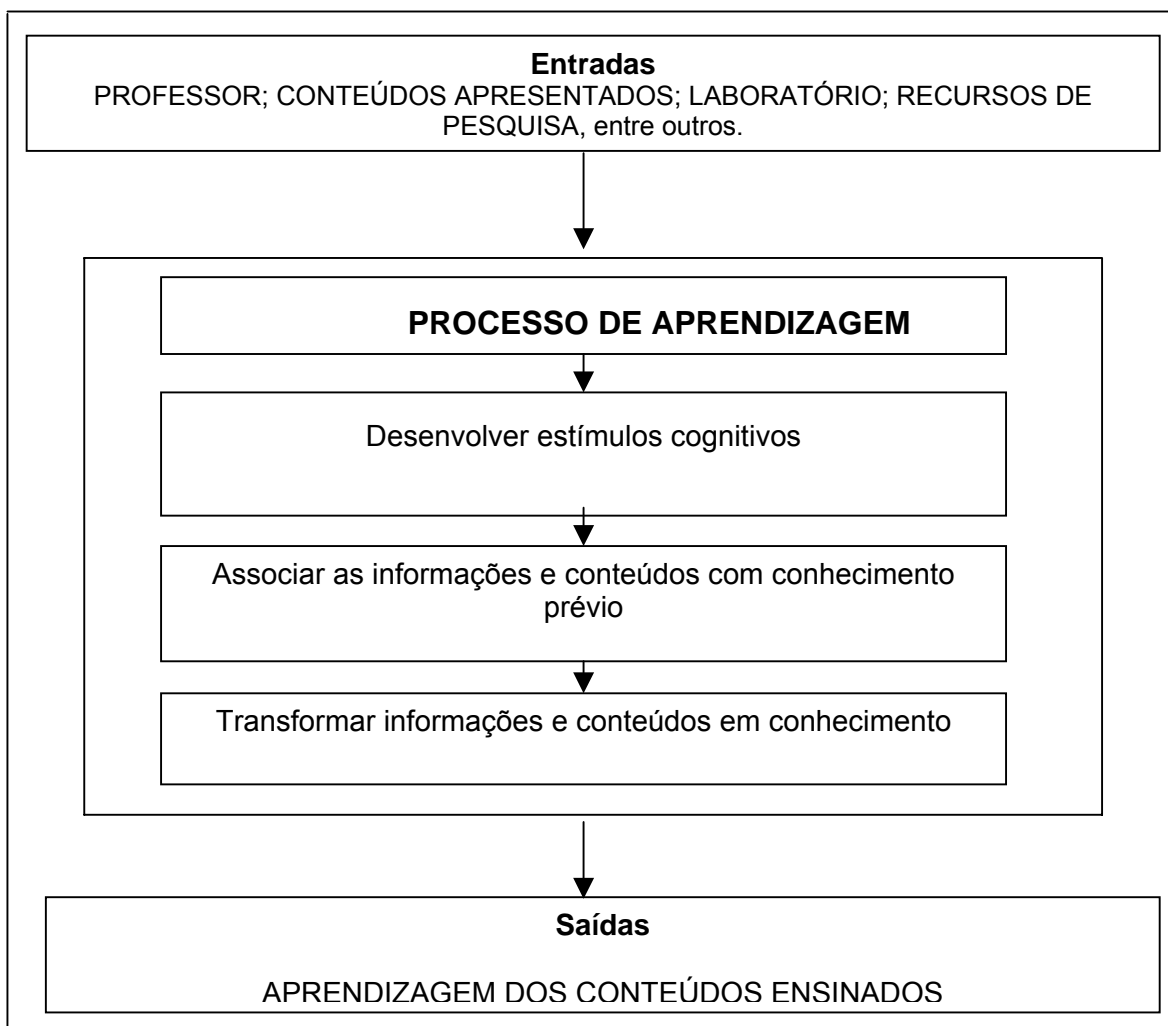 Entradas
PROFESSOR; CONTEÚDOS APRESENTADOS; LABORATÓRIO; RECURSOS DE
PESQUISA, entre outros.
PROCESSO DE APRENDIZAGEM
Desenvolver estímulos cognitivos
Associar as informações e conteúdos com conhecimento
prévio
Transformar informações e conteúdos em conhecimento
Saídas
APRENDIZAGEM DOS CONTEÚDOS ENSINADOS